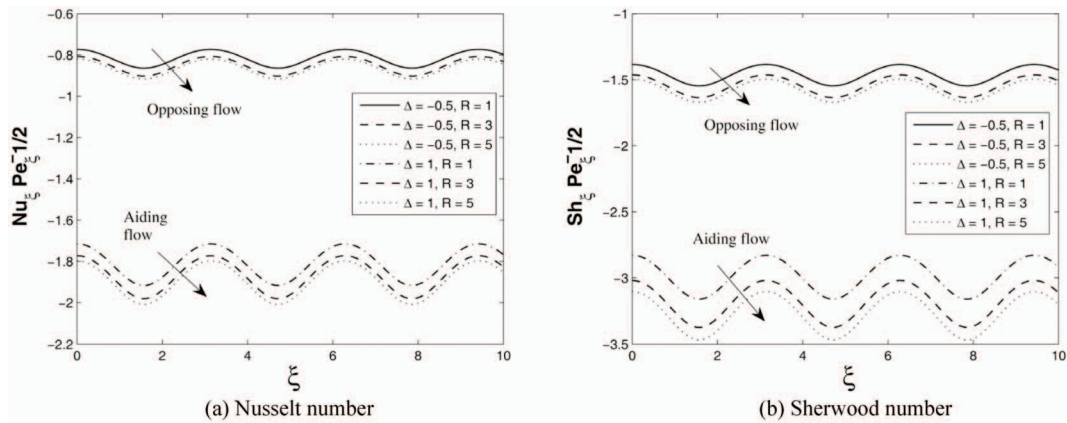 -0.6
-0.8
-1
-1.2
-1.4
-1.6
-1.8
-2
-2.2
Nu_ξ Pe_ξ^-1/2
Opposing flow
Δ = -0.5, R = 1
Δ = -0.5, R = 3
Δ = -0.5, R = 5
Δ = 1, R = 1
Δ = 1, R = 3
Δ = 1, R = 5
Aiding
flow
0 2 4 6 8 10
ξ
(a) Nusselt number
-1
-1.5
-2
-2.5
-3
-3.5
Sh_ξ Pe_ξ^-1/2
Opposing flow
Δ = -0.5, R = 1
Δ = -0.5, R = 3
Δ = -0.5, R = 5
Δ = 1, R = 1
Δ = 1, R = 3
Δ = 1, R = 5
Aiding flow
0 2 4 6 8 10
ξ
(b) Sherwood number